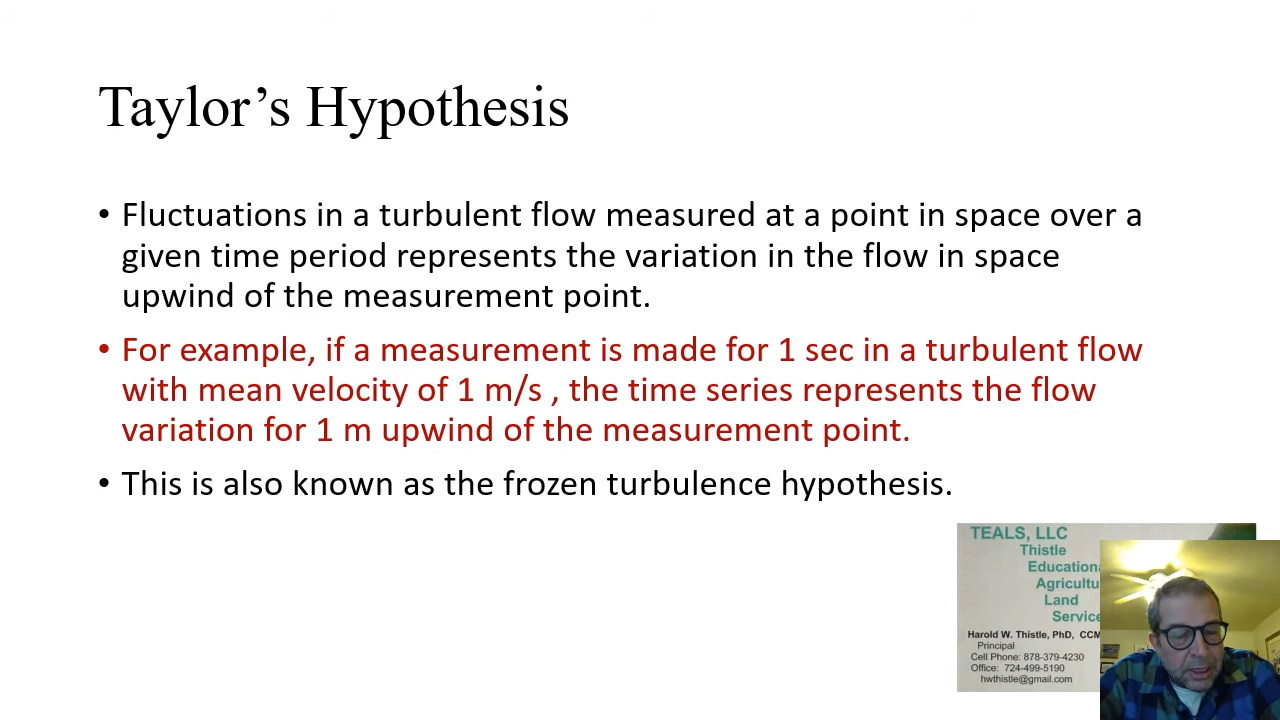 Taylor’s Hypothesis
• Fluctuations in a turbulent flow measured at a point in space over a
given time period represents the variation in the flow in space
upwind of the measurement point.
• For example, if a measurement is made for 1 sec in a turbulent flow
with mean velocity of 1 m/s , the time series represents the flow
variation for 1 m upwind of the measurement point.
• This is also known as the frozen turbulence hypothesis.
TEALS, LLC
Thistle
Land
Harold W. Thistle, PhD, CCM
Principal
Cell Phone: 878-379-4230
Office: 724-499-5190
hwthistle@gmail.com